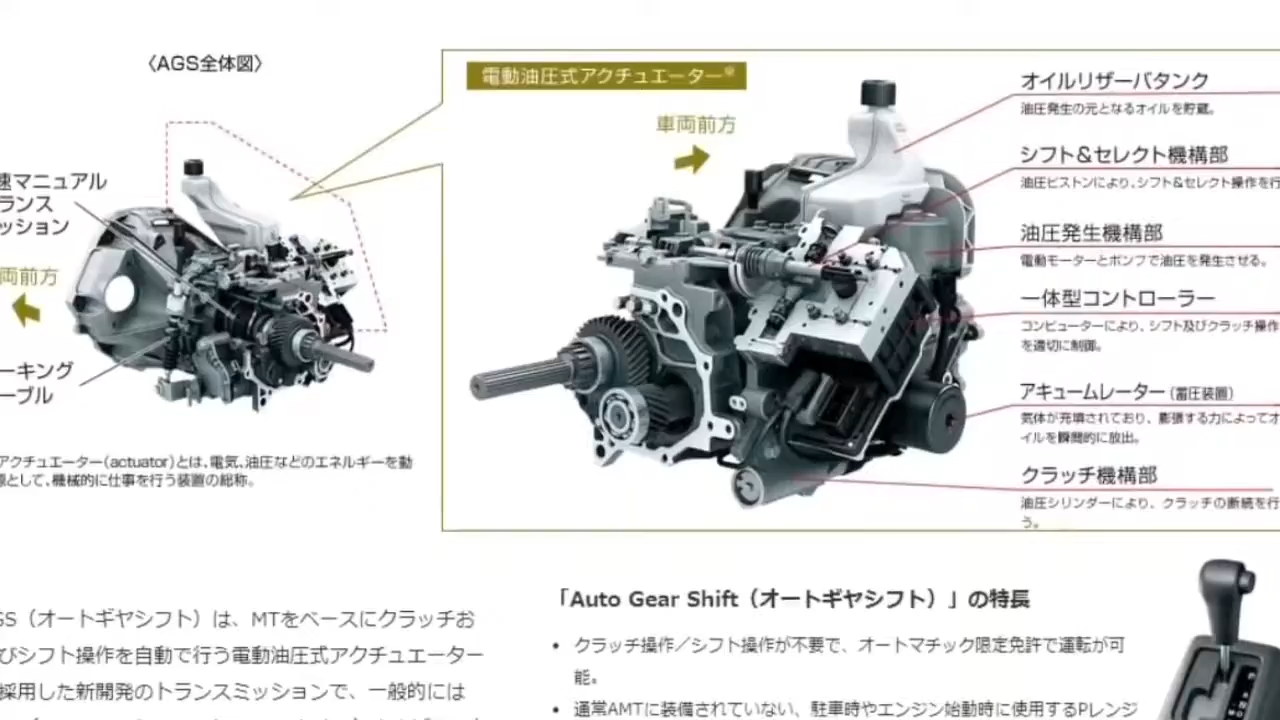 〈AGS全体図〉
速マニュアル
ランス
ッション
両前方
ーキング
ーブル
アクチュエーター(actuator)とは、電気、油圧などのエネルギーを動
源として、機械的に仕事を行う装置の総称。
電動油圧式アクチュエーター※
車両前方
オイルリザーバタンク
油圧発生の元となるオイルを貯蔵。
シフト&セレクト機構部
油圧ピストンにより、シフト&セレクト操作を行
油圧発生機構部
電動モーターとポンプで油圧を発生させる。
一体型コントローラー
コンピューターにより、シフト及びクラッチ操作
を適切に制御。
アキュームレーター(蓄圧装置)
気体が充填されており、膨張する力によってオ
イルを瞬間的に放出。
クラッチ機構部
油圧シリンダーにより、クラッチの断続を行
う。
GS（オートギヤシフト）は、MTをベースにクラッチお
びシフト操作を自動で行う電動油圧式アクチュエーター
採用した新開発のトランスミッションで、一般的には
「Auto Gear Shift（オートギヤシフト）」の特長
• クラッチ操作／シフト操作が不要で、オートマチック限定免許で運転が可
能。
• 通常AMTに装備されていない、駐車時やエンジン始動時に使用するPレンジ